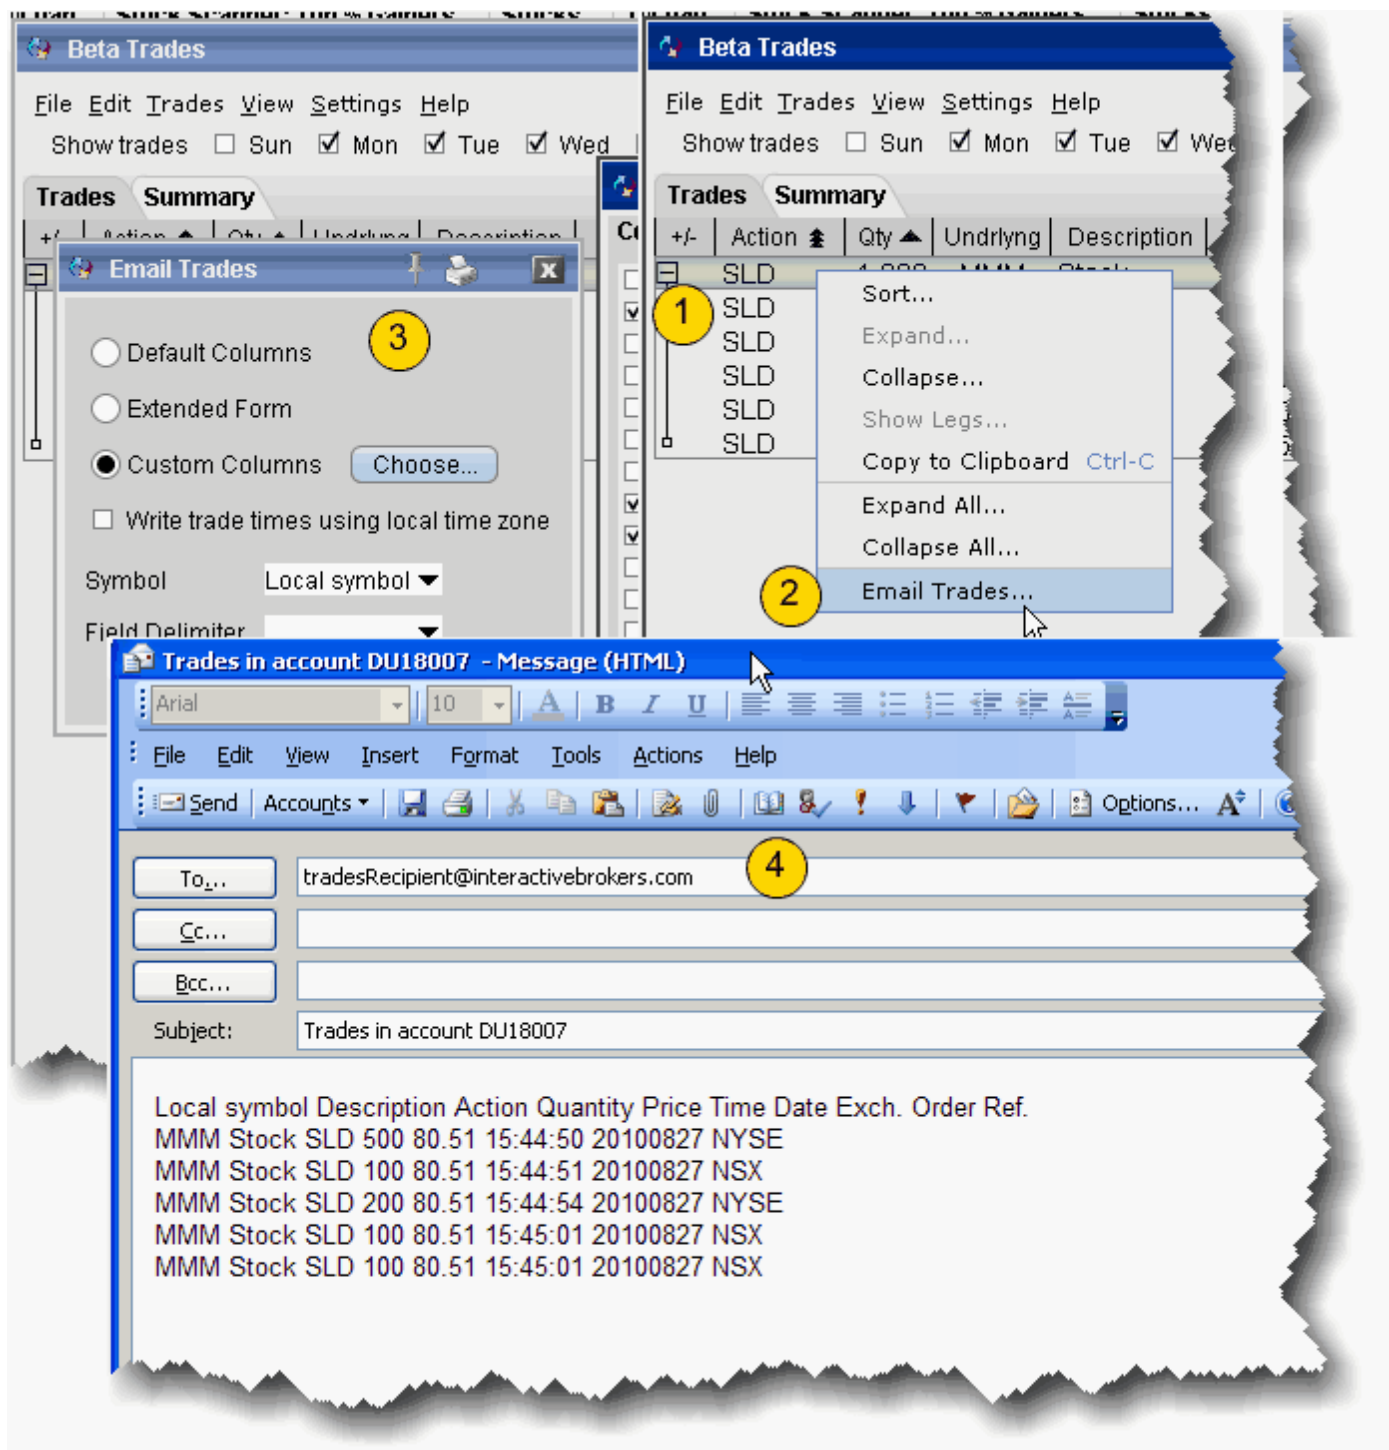 Beta Trades
File Edit Trades View Settings Help
Show trades Sun Mon Tue Wed
Trades Summary
Email Trades
3
Default Columns
Extended Form
Custom Columns Choose...
Write trade times using local time zone
Symbol Local symbol
Field Delimiter
Beta Trades
File Edit Trades View Settings Help
Show trades Sun Mon Tue Wed
Trades Summary
+/- Action Qty Undrlyng Description
SLD
1
SLD
SLD
SLD
SLD
SLD
Sort...
Expand...
Collapse...
Show Legs...
Copy to Clipboard Ctrl-C
Expand All...
Collapse All...
2
Email Trades...
Trades in account DU18007 - Message (HTML)
Arial 10 A B I U
File Edit View Insert Format Tools Actions Help
Send Accounts Options...
4
To... tradesRecipient@interactivebrokers.com
Cc...
Bcc...
Subject: Trades in account DU18007
Local symbol Description Action Quantity Price Time Date Exch. Order Ref.
MMM Stock SLD 500 80.51 15:44:50 20100827 NYSE
MMM Stock SLD 100 80.51 15:44:51 20100827 NSX
MMM Stock SLD 200 80.51 15:44:54 20100827 NYSE
MMM Stock SLD 100 80.51 15:45:01 20100827 NSX
MMM Stock SLD 100 80.51 15:45:01 20100827 NSX